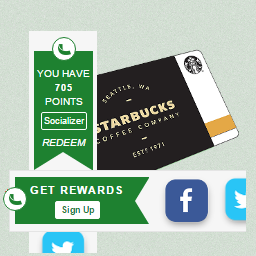 YOU HAVE
705
POINTS
Socializer
REDEEM
SEATTLE, WA
STARBUCKS
COFFEE COMPANY
EST? 1971
GET REWARDS
Sign Up
f